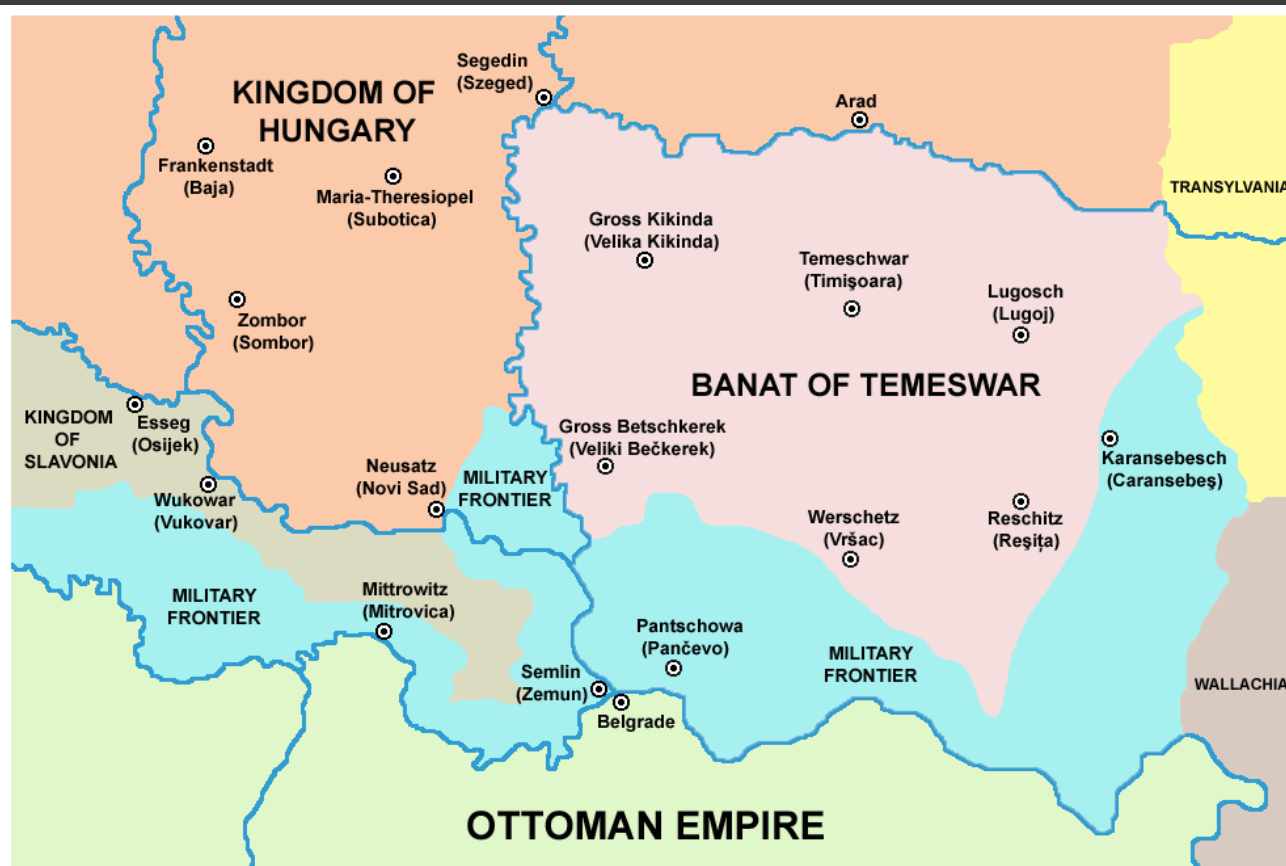 Segedin
(Szeged)
KINGDOM OF
HUNGARY
Arad
Frankenstadt
(Baja)
Maria-Theresiopel
(Subotica)
TRANSYLVANIA
Gross Kikinda
(Velika Kikinda)
Temeschwar
(Timişoara)
Lugosch
(Lugoj)
Zombor
(Sombor)
BANAT OF TEMESWAR
KINGDOM
OF
SLAVONIA
Esseg
(Osijek)
Gross Betschkerek
(Veliki Bečkerek)
Karansebesch
(Caransebeş)
Neusatz
(Novi Sad)
MILITARY
FRONTIER
Wukowar
(Vukovar)
Werschetz
(Vršac)
Reschitz
(Reşiţa)
MILITARY
FRONTIER
Mittrowitz
(Mitrovica)
Pantschowa
(Pančevo)
MILITARY
FRONTIER
Semlin
(Zemun)
WALLACHIA
Belgrade
OTTOMAN EMPIRE